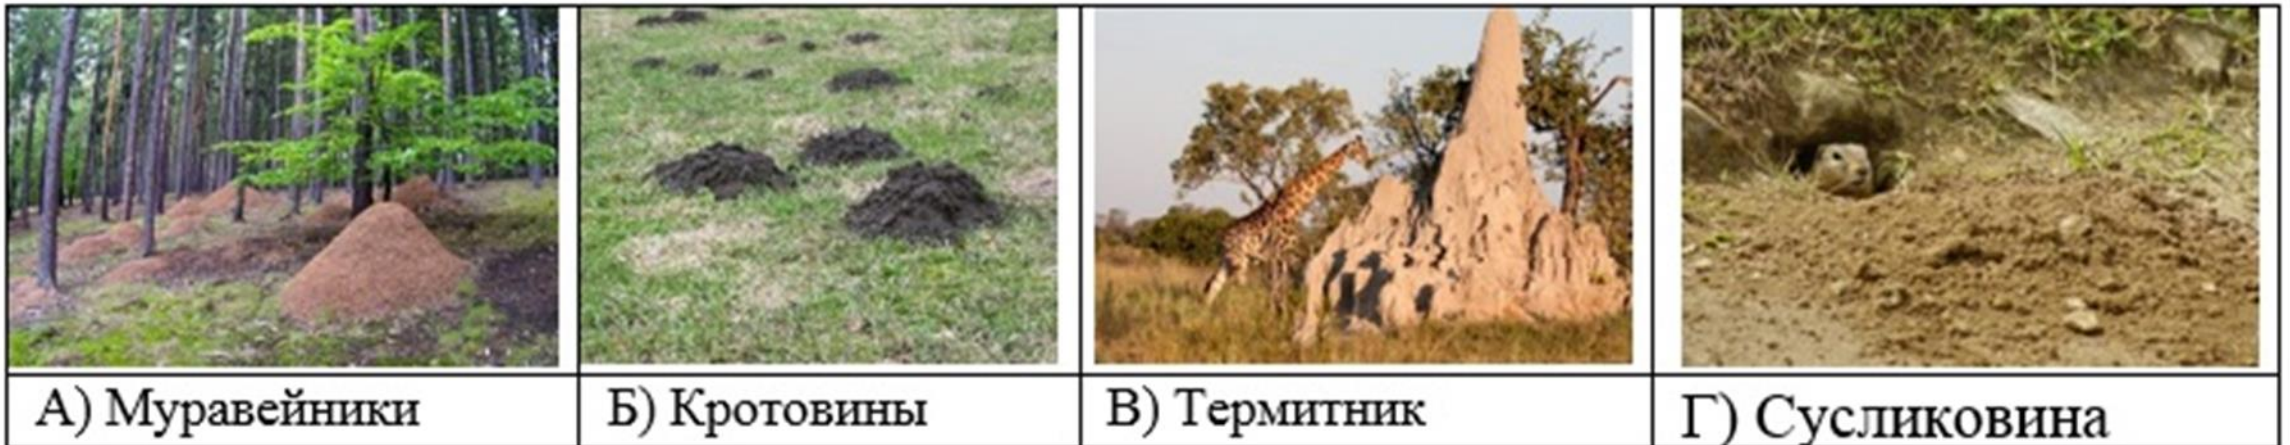 А) Муравейники
Б) Кротовины
В) Термитник
Г) Сусликовина